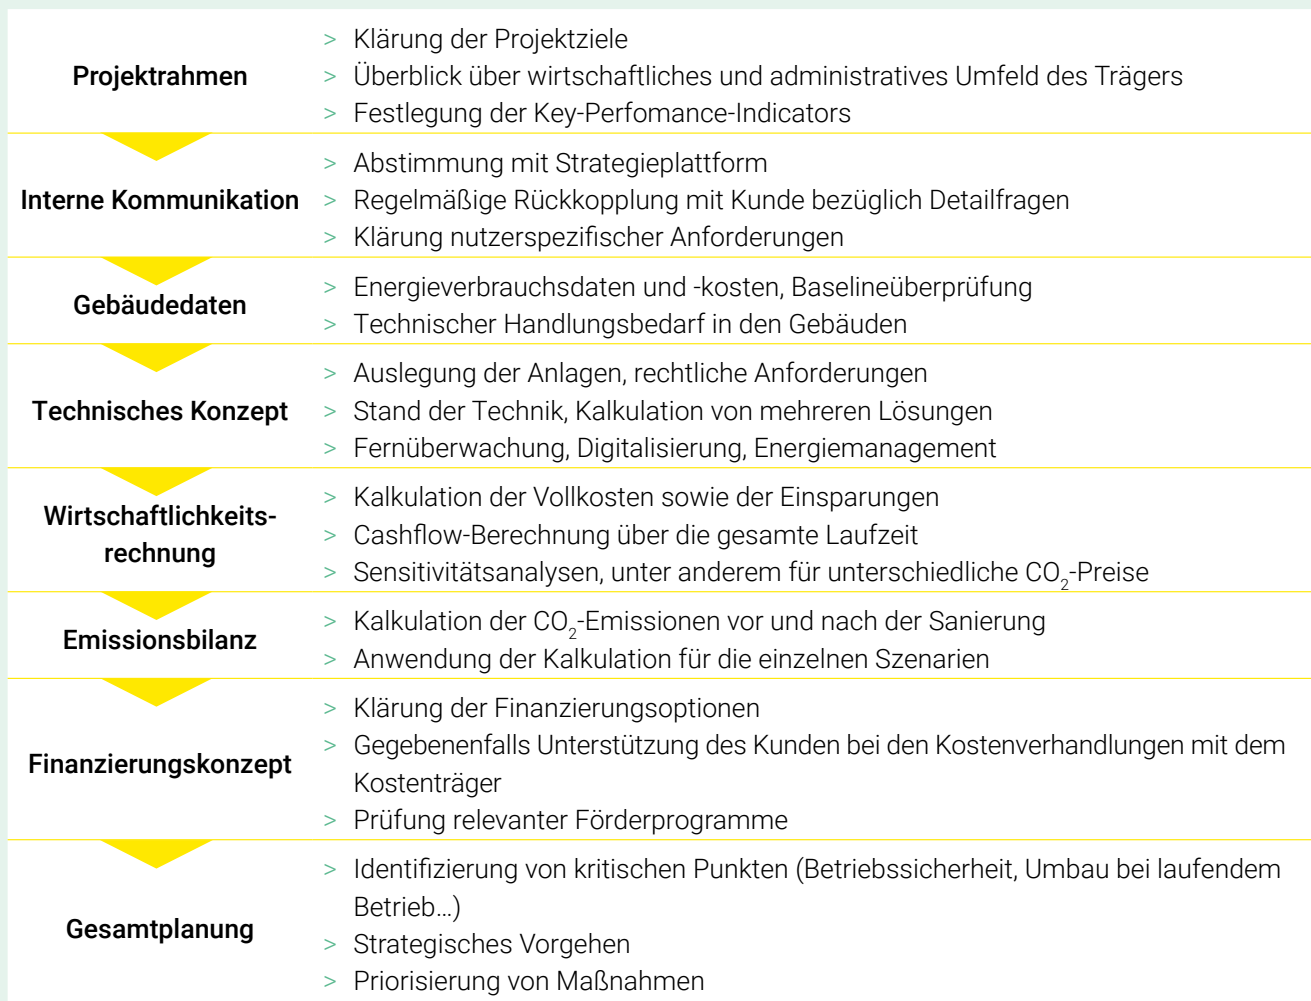 Projektrahmen
> Klärung der Projektziele
> Überblick über wirtschaftliches und administratives Umfeld des Trägers
> Festlegung der Key-Perfomance-Indicators
Interne Kommunikation
> Abstimmung mit Strategieplattform
> Regelmäßige Rückkopplung mit Kunde bezüglich Detailfragen
> Klärung nutzerspezifischer Anforderungen
Gebäudedaten
> Energieverbrauchsdaten und -kosten, Baselineüberprüfung
> Technischer Handlungsbedarf in den Gebäuden
Technisches Konzept
> Auslegung der Anlagen, rechtliche Anforderungen
> Stand der Technik, Kalkulation von mehreren Lösungen
> Fernüberwachung, Digitalisierung, Energiemanagement
Wirtschaftlichkeits-
rechnung
> Kalkulation der Vollkosten sowie der Einsparungen
> Cashflow-Berechnung über die gesamte Laufzeit
> Sensitivitätsanalysen, unter anderem für unterschiedliche CO₂-Preise
Emissionsbilanz
> Kalkulation der CO₂-Emissionen vor und nach der Sanierung
> Anwendung der Kalkulation für die einzelnen Szenarien
Finanzierungskonzept
> Klärung der Finanzierungsoptionen
> Gegebenenfalls Unterstützung des Kunden bei den Kostenverhandlungen mit dem
Kostenträger
> Prüfung relevanter Förderprogramme
Gesamtplanung
> Identifizierung von kritischen Punkten (Betriebssicherheit, Umbau bei laufendem
Betrieb…)
> Strategisches Vorgehen
> Priorisierung von Maßnahmen